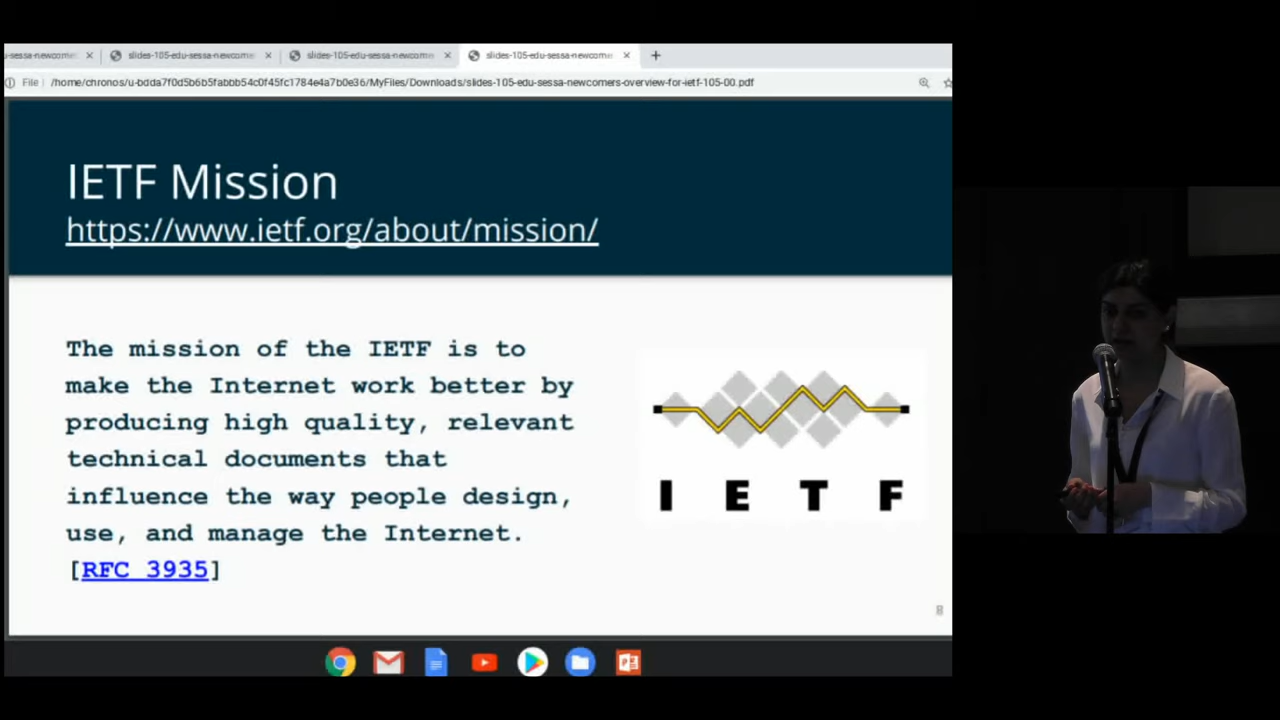 u-sessa-newcomer
slides-105-edu-sessa-newcome
slides-105-edu-sessa-newcome
slides-105-edu-sessa-newcome
File /home/chronos/u-bdda7f0d5b6b5fabbb54c0f45fc1784e4a7b0e36/MyFiles/Downloads/slides-105-edu-sessa-newcomers-overview-for-ietf-105-00.pdf
IETF Mission
https://www.ietf.org/about/mission/
The mission of the IETF is to
make the Internet work better by
producing high quality, relevant
technical documents that
influence the way people design,
use, and manage the Internet.
[RFC 3935]
I E T F
8